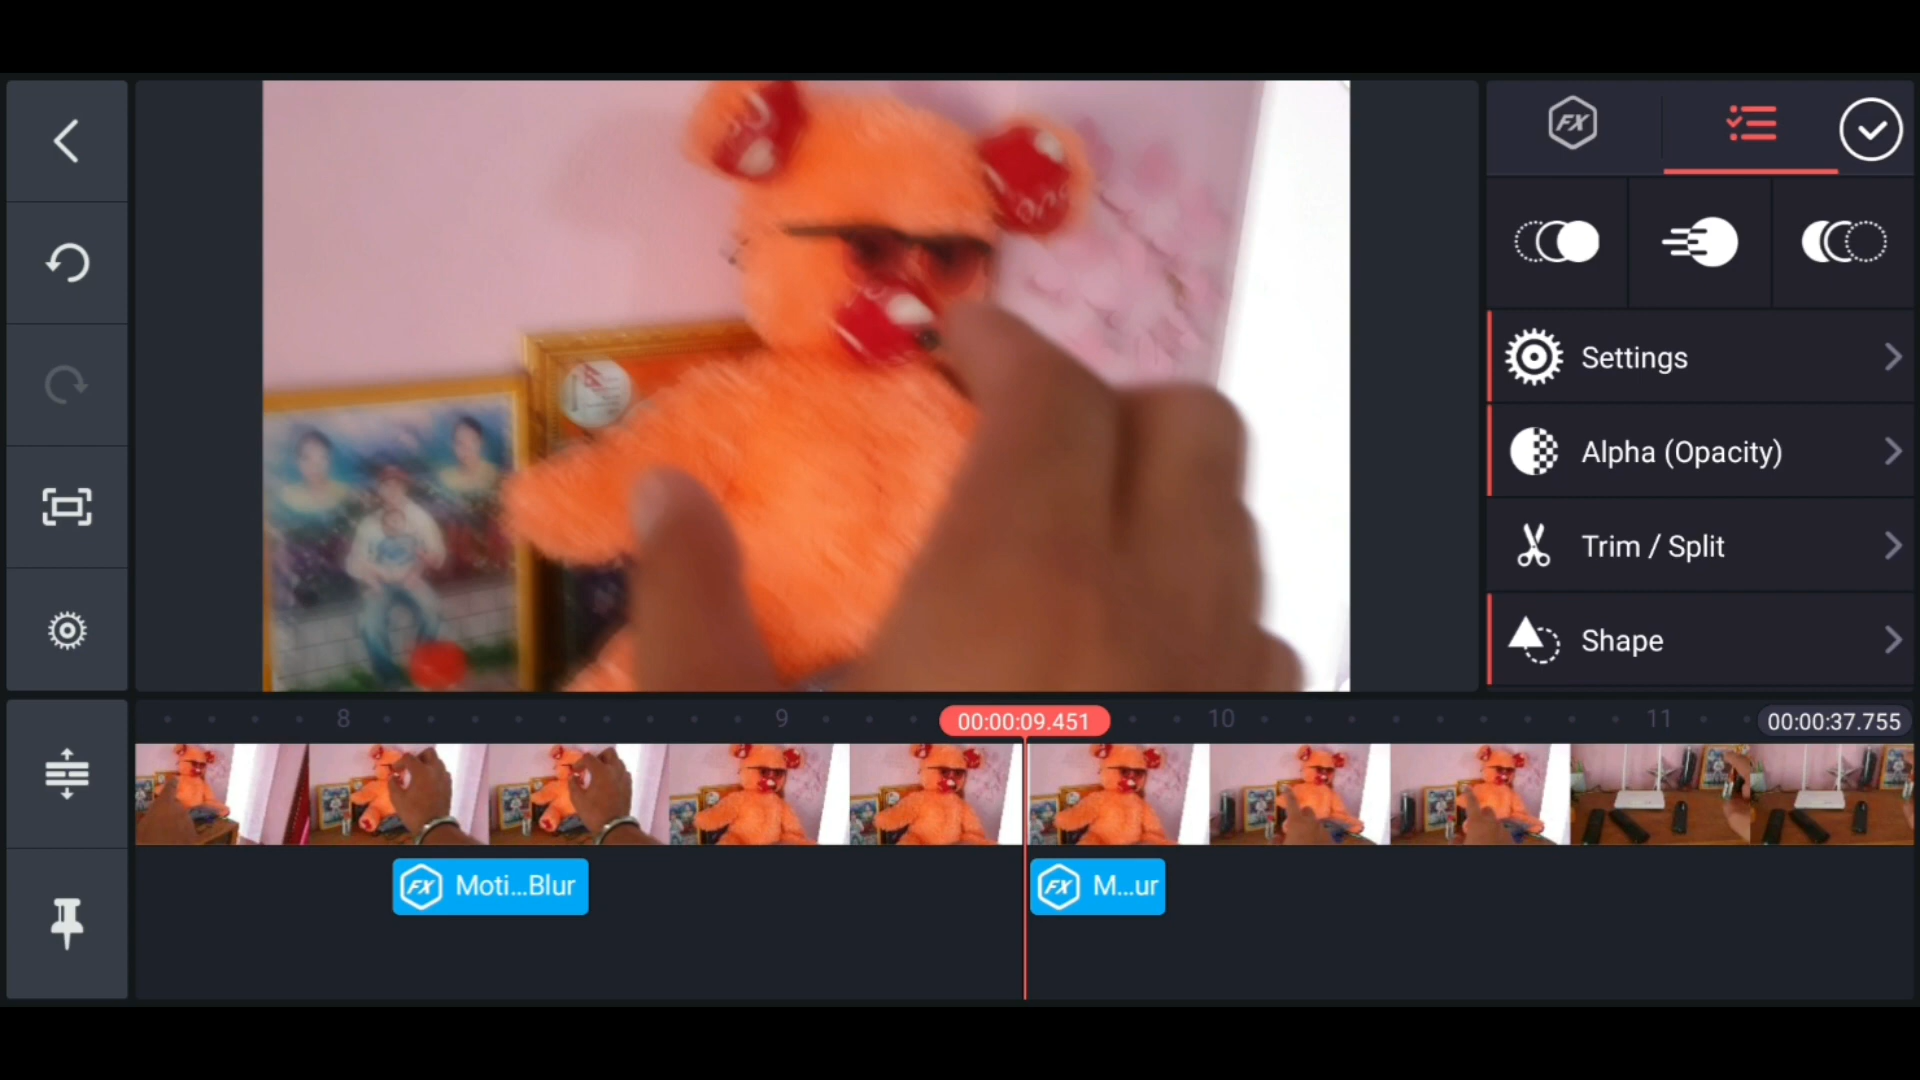 FX
Settings
Alpha (Opacity)
Trim / Split
Shape
8
9
00:00:09.451
10
11
00:00:37.755
FX Moti...Blur
FX M...ur